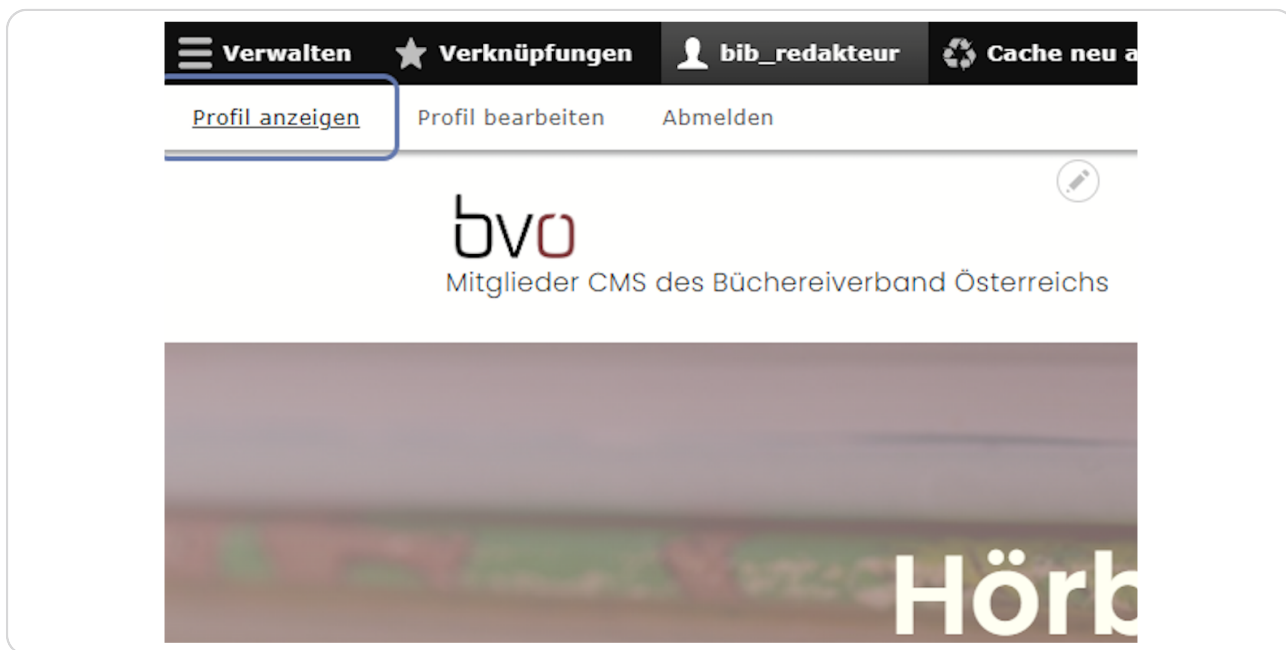 Verwalten Verknüpfungen bib_redakteur Cache neu a
Profil anzeigen Profil bearbeiten Abmelden
bvo
Mitglieder CMS des Büchereiverband Österreichs
Hörb